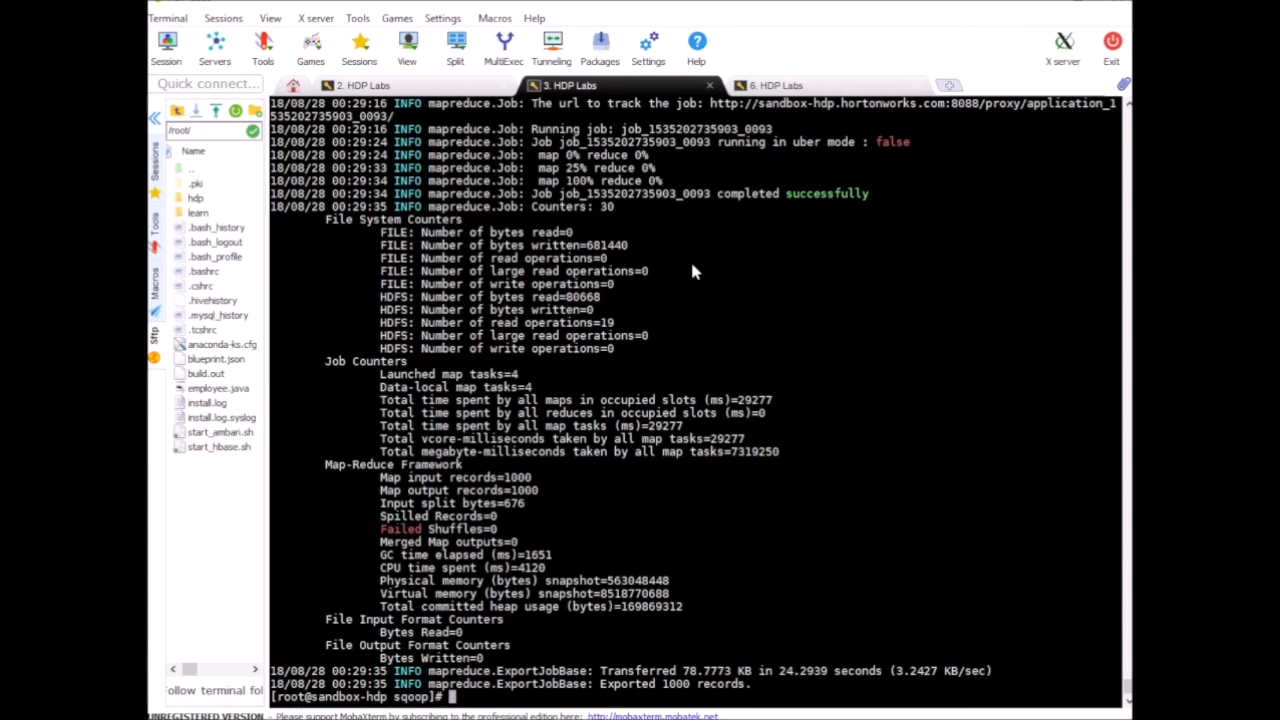 Terminal Sessions View X server Tools Games Settings Macros Help
Session Servers Tools Games Sessions View Split MultiExec Tunneling Packages Settings Help X server Exit
Quick connect...
2. HDP Labs
3. HDP Labs
6. HDP Labs
/root/
Name
..
.pki
hdp
learn
.bash_history
.bash_logout
.bash_profile
.bashrc
.cshrc
.hivehistory
.mysql_history
.tcshrc
anaconda-ks.cfg
blueprint.json
build.out
employee.java
install.log
install.log.syslog
start_ambari.sh
start_hbase.sh
Sessions
Tools
Macros
Sftp
Follow terminal fol
18/08/28 00:29:16 INFO mapreduce.Job: The url to track the job: http://sandbox-hdp.hortonworks.com:8088/proxy/application_1
535202735903_0093/
18/08/28 00:29:16 INFO mapreduce.Job: Running job: job_1535202735903_0093
18/08/28 00:29:24 INFO mapreduce.Job: Job job_1535202735903_0093 running in uber mode : false
18/08/28 00:29:24 INFO mapreduce.Job:  map 0% reduce 0%
18/08/28 00:29:33 INFO mapreduce.Job:  map 25% reduce 0%
18/08/28 00:29:34 INFO mapreduce.Job:  map 100% reduce 0%
18/08/28 00:29:34 INFO mapreduce.Job: Job job_1535202735903_0093 completed successfully
18/08/28 00:29:35 INFO mapreduce.Job: Counters: 30
File System Counters
FILE: Number of bytes read=0
FILE: Number of bytes written=681440
FILE: Number of read operations=0
FILE: Number of large read operations=0
FILE: Number of write operations=0
HDFS: Number of bytes read=80668
HDFS: Number of bytes written=0
HDFS: Number of read operations=19
HDFS: Number of large read operations=0
HDFS: Number of write operations=0
Job Counters
Launched map tasks=4
Data-local map tasks=4
Total time spent by all maps in occupied slots (ms)=29277
Total time spent by all reduces in occupied slots (ms)=0
Total time spent by all map tasks (ms)=29277
Total vcore-milliseconds taken by all map tasks=29277
Total megabyte-milliseconds taken by all map tasks=7319250
Map-Reduce Framework
Map input records=1000
Map output records=1000
Input split bytes=676
Spilled Records=0
Failed Shuffles=0
Merged Map outputs=0
GC time elapsed (ms)=1651
CPU time spent (ms)=4120
Physical memory (bytes) snapshot=563048448
Virtual memory (bytes) snapshot=8518770688
Total committed heap usage (bytes)=169869312
File Input Format Counters
Bytes Read=0
File Output Format Counters
Bytes Written=0
18/08/28 00:29:35 INFO mapreduce.ExportJobBase: Transferred 78.7773 KB in 24.2939 seconds (3.2427 KB/sec)
18/08/28 00:29:35 INFO mapreduce.ExportJobBase: Exported 1000 records.
[root@sandbox-hdp sqoop]#
UNREGISTERED VERSION - Please support MobaXterm by subscribing to the professional edition here: http://mobaxterm.mobatek.net